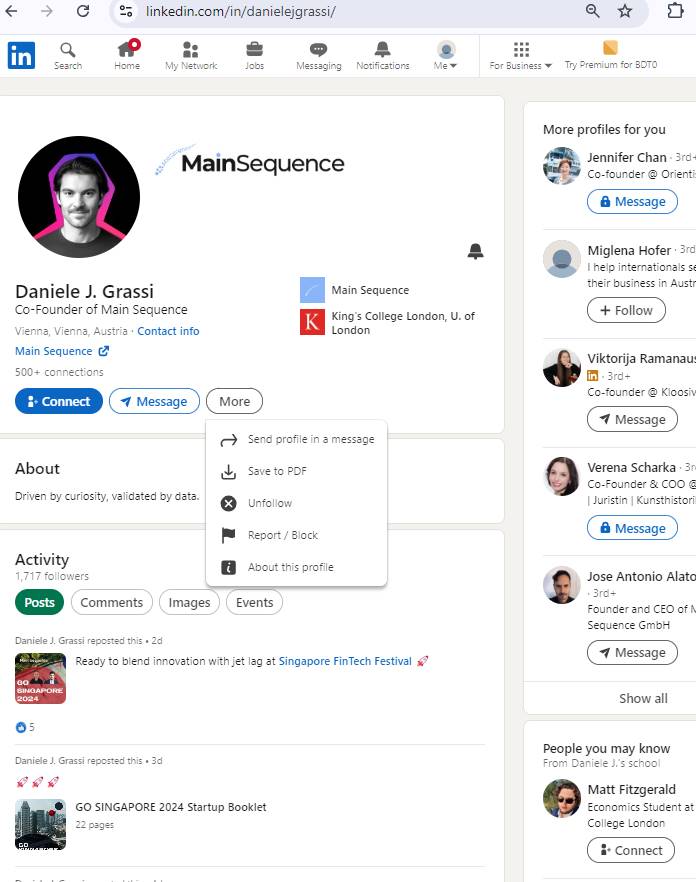 linkedin.com/in/danielejgrassi/
in
Search
Home
My Network
Jobs
Messaging
Notifications
Me
For Business
Try Premium for BDT0
MainSequence
Daniele J. Grassi
Co-Founder of Main Sequence
Vienna, Vienna, Austria · Contact info
Main Sequence
500+ connections
Main Sequence
K
King's College London, U. of
London
Connect
Message
More
Send profile in a message
Save to PDF
Unfollow
Report / Block
About this profile
About
Driven by curiosity, validated by data.
Activity
1,717 followers
Posts
Comments
Images
Events
Daniele J. Grassi reposted this • 2d
GO
SINGAPORE
2024
Ready to blend innovation with jet lag at Singapore FinTech Festival 🚀
5
Daniele J. Grassi reposted this • 3d
🚀 🚀 🚀
GO SINGAPORE 2024 Startup Booklet
22 pages
More profiles for you
Jennifer Chan · 3rd+
Co-founder @ Orienti
Message
Miglena Hofer · 3rd
I help internationals se
their business in Austr
+ Follow
Viktorija Ramanaus
in · 3rd+
Co-founder @ Kloosiv
Message
Verena Scharka · 3r
Co-Founder & COO @
| Juristin | Kunsthistori
Message
Jose Antonio Alato
· 3rd+
Founder and CEO of M
Sequence GmbH
Message
Show all
People you may know
From Daniele J.'s school
Matt Fitzgerald
Economics Student at
College London
Connect